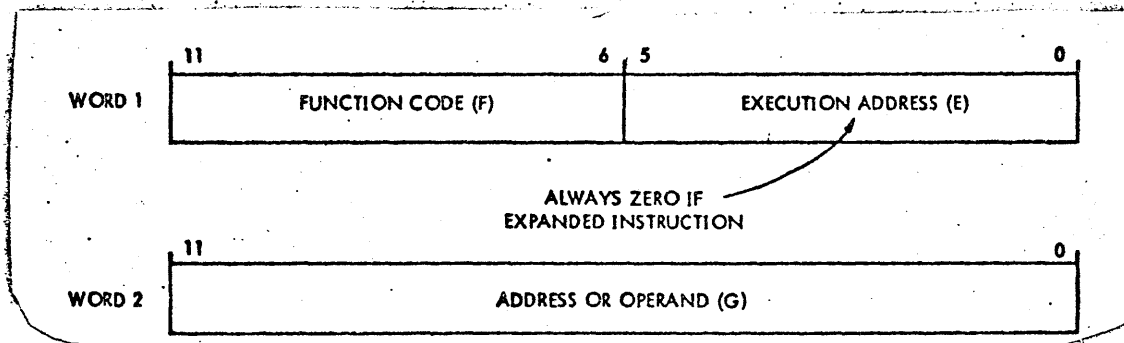 11 6 5 0
WORD 1 FUNCTION CODE (F) EXECUTION ADDRESS (E)
ALWAYS ZERO IF
EXPANDED INSTRUCTION
11 0
WORD 2 ADDRESS OR OPERAND (G)